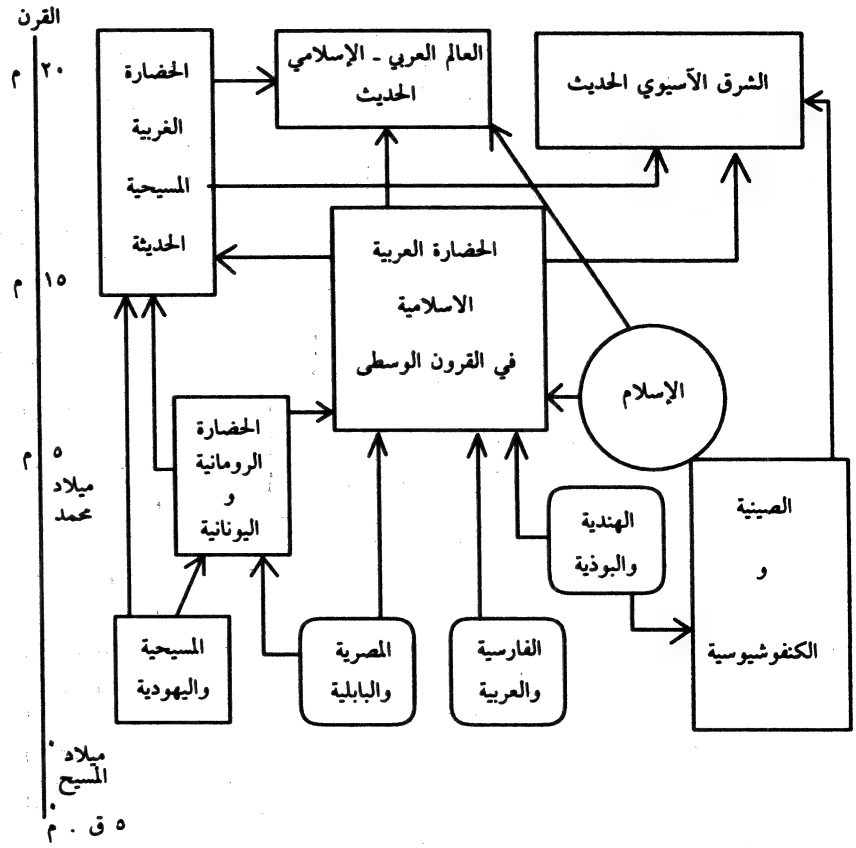 القرن
٢٠ م
١٥ م
٥ م
ميلاد
محمد
ميلاد
المسيح
٥ ق . م
الشرق الآسيوي الحديث
العالم العربي ـ الإسلامي
الحديث
الحضارة
الغربية
المسيحية
الحديثة
الحضارة العربية
الاسلامية
في القرون الوسطى
الإسلام
الحضارة
الرومانية
و
اليونانية
الصينية
و
الكنفوشيوسية
الهندية
والبوذية
الفارسية
والعربية
المصرية
والبابلية
المسيحية
واليهودية